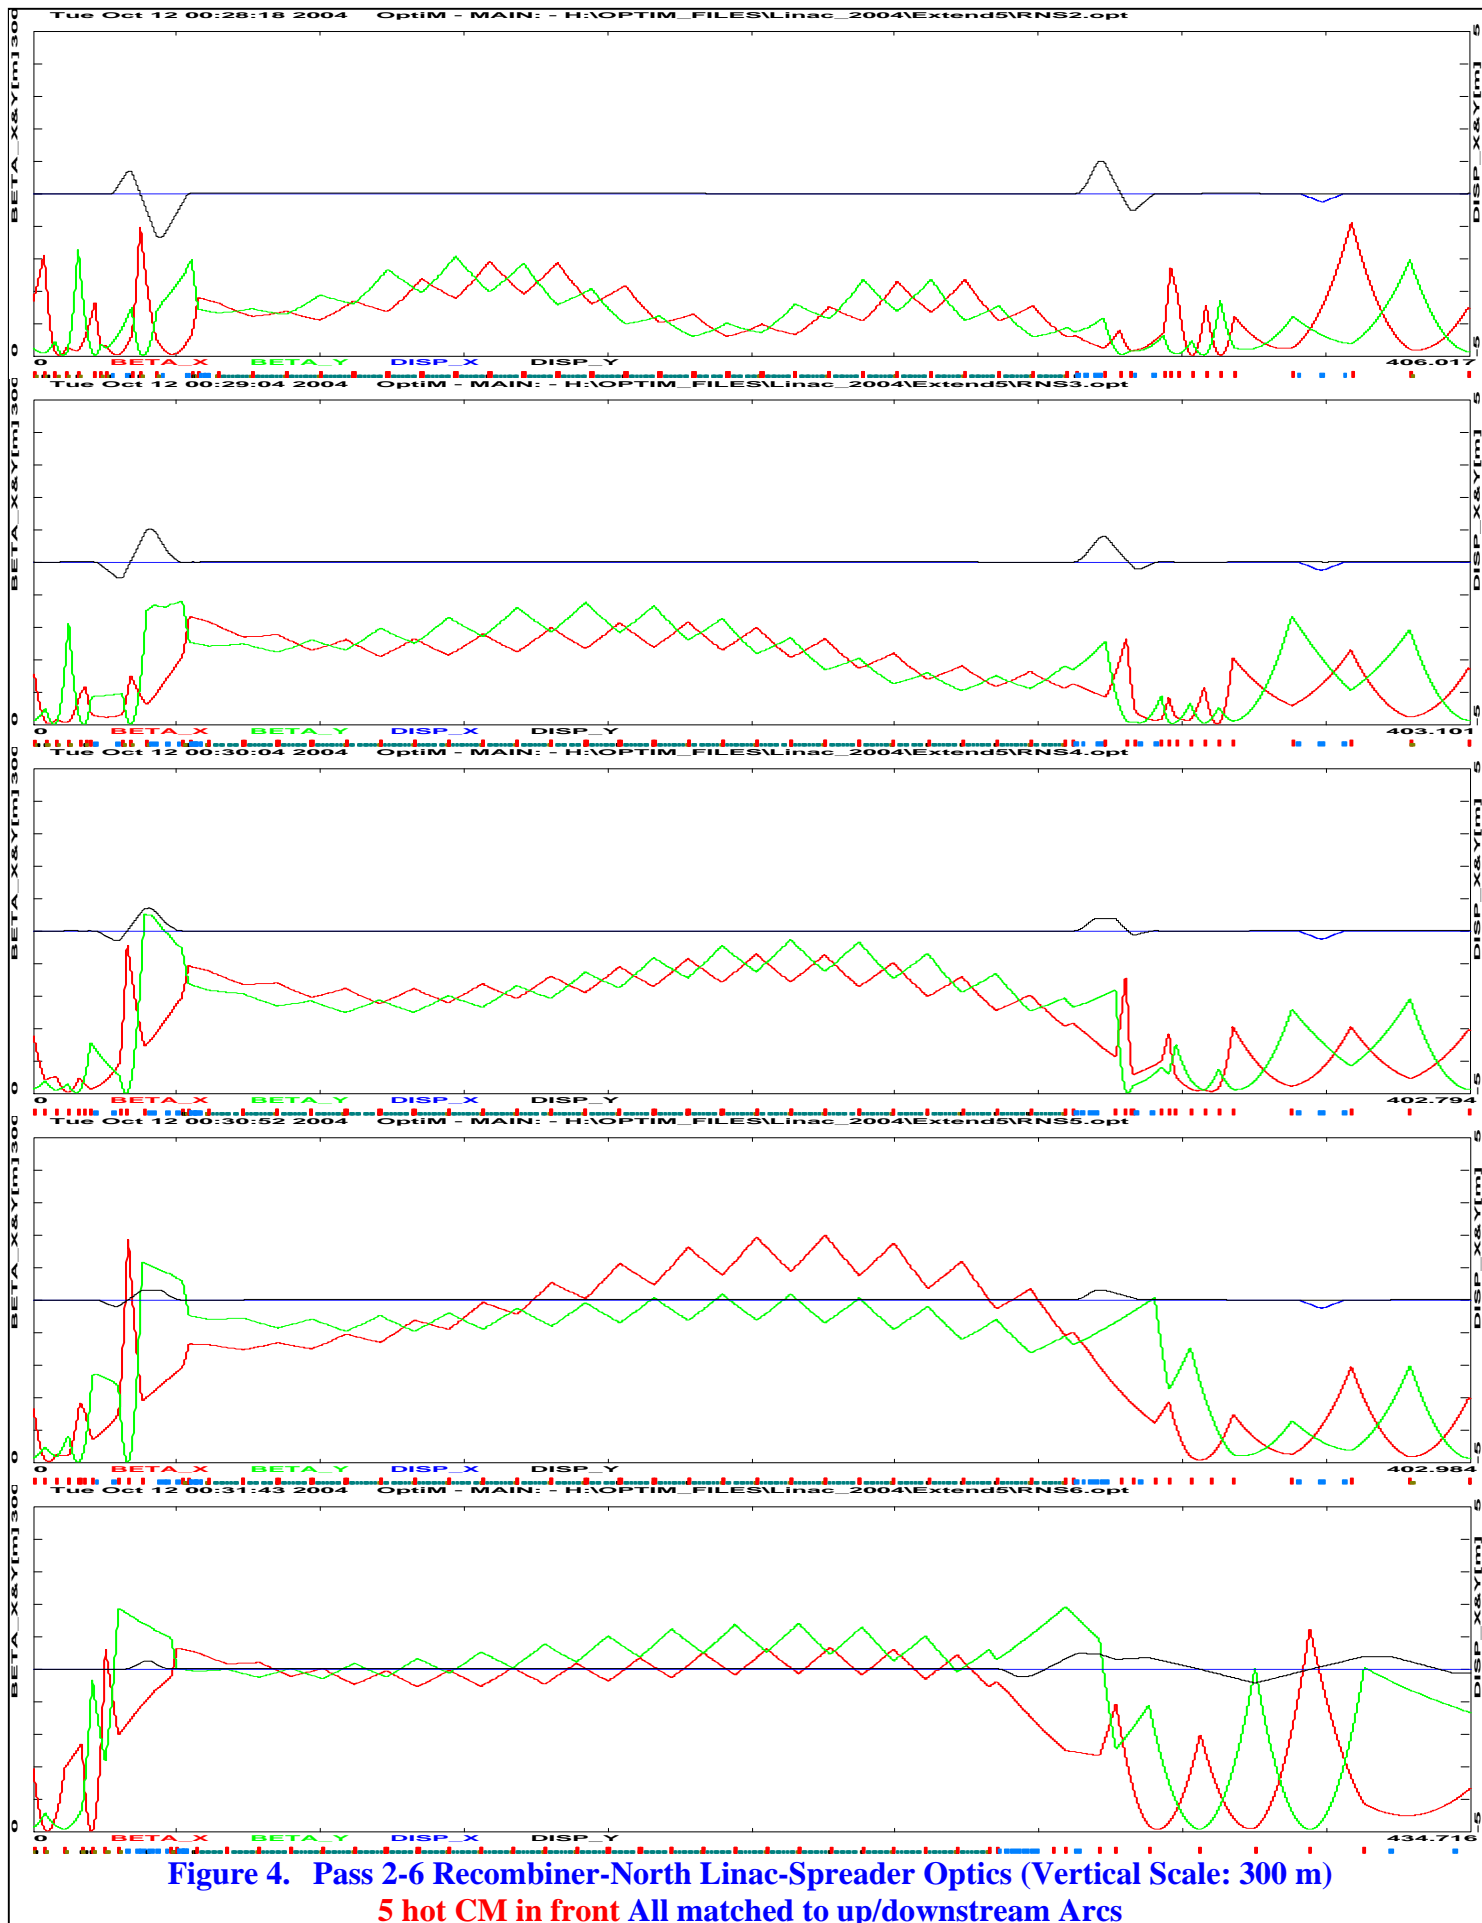 Tue Oct 12 00:28:18 2004 OptiM - MAIN: - H:\OPTIM_FILES\Linac_2004\Extend5\RNS2.opt
300
5
BETA_X&Y[m]
DISP_X&Y[m]
0
-5
0 BETA_X BETA_Y DISP_X DISP_Y 406.017
Tue Oct 12 00:29:04 2004 OptiM - MAIN: - H:\OPTIM_FILES\Linac_2004\Extend5\RNS3.opt
300
5
BETA_X&Y[m]
DISP_X&Y[m]
0
-5
0 BETA_X BETA_Y DISP_X DISP_Y 403.101
Tue Oct 12 00:30:04 2004 OptiM - MAIN: - H:\OPTIM_FILES\Linac_2004\Extend5\RNS4.opt
300
5
BETA_X&Y[m]
DISP_X&Y[m]
0
-5
0 BETA_X BETA_Y DISP_X DISP_Y 402.794
Tue Oct 12 00:30:52 2004 OptiM - MAIN: - H:\OPTIM_FILES\Linac_2004\Extend5\RNS5.opt
300
5
BETA_X&Y[m]
DISP_X&Y[m]
0
-5
0 BETA_X BETA_Y DISP_X DISP_Y 402.984
Tue Oct 12 00:31:43 2004 OptiM - MAIN: - H:\OPTIM_FILES\Linac_2004\Extend5\RNS6.opt
300
5
BETA_X&Y[m]
DISP_X&Y[m]
0
-5
0 BETA_X BETA_Y DISP_X DISP_Y 434.716
Figure 4. Pass 2-6 Recombiner-North Linac-Spreader Optics (Vertical Scale: 300 m)
5 hot CM in front All matched to up/downstream Arcs